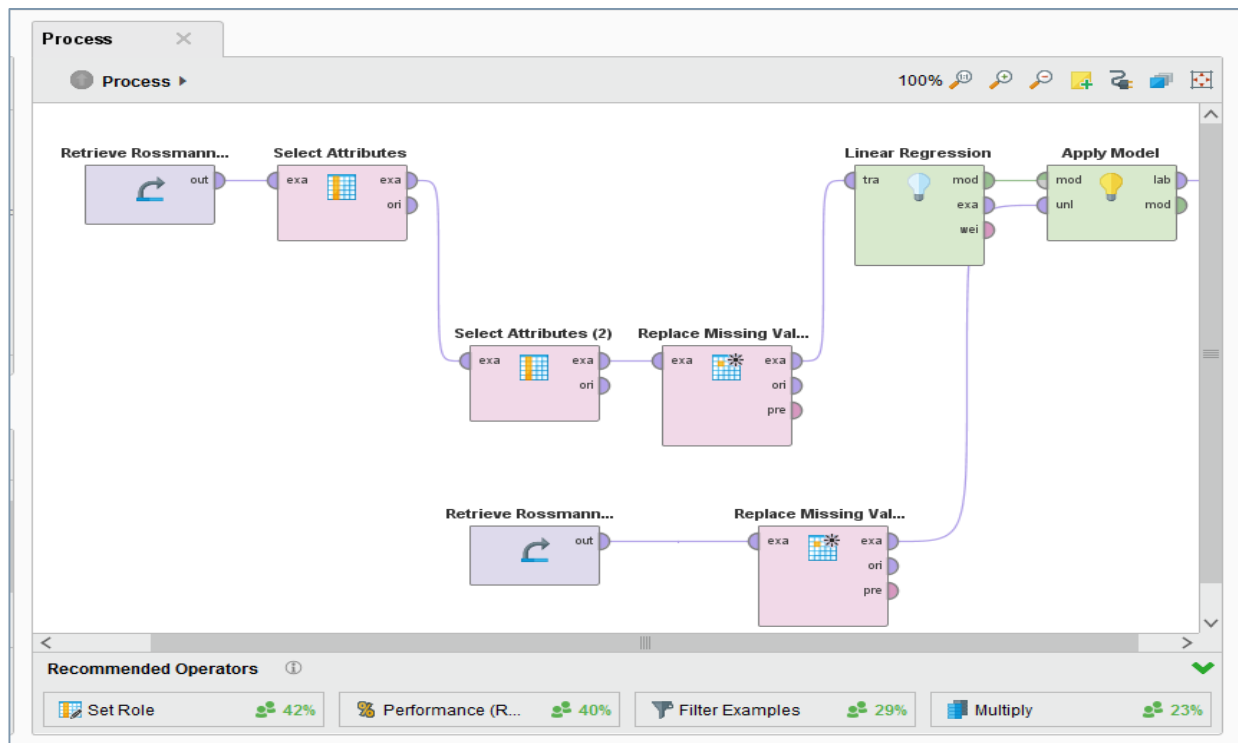 Process
Process
100%
Retrieve Rossmann...
out
Select Attributes
exa exa
ori
Linear Regression
tra mod
exa
wei
Apply Model
mod lab
unl mod
Select Attributes (2)
exa exa
ori
Replace Missing Val...
exa exa
ori
pre
Retrieve Rossmann...
out
Replace Missing Val...
exa exa
ori
pre
Recommended Operators
Set Role 42%
Performance (R... 40%
Filter Examples 29%
Multiply 23%